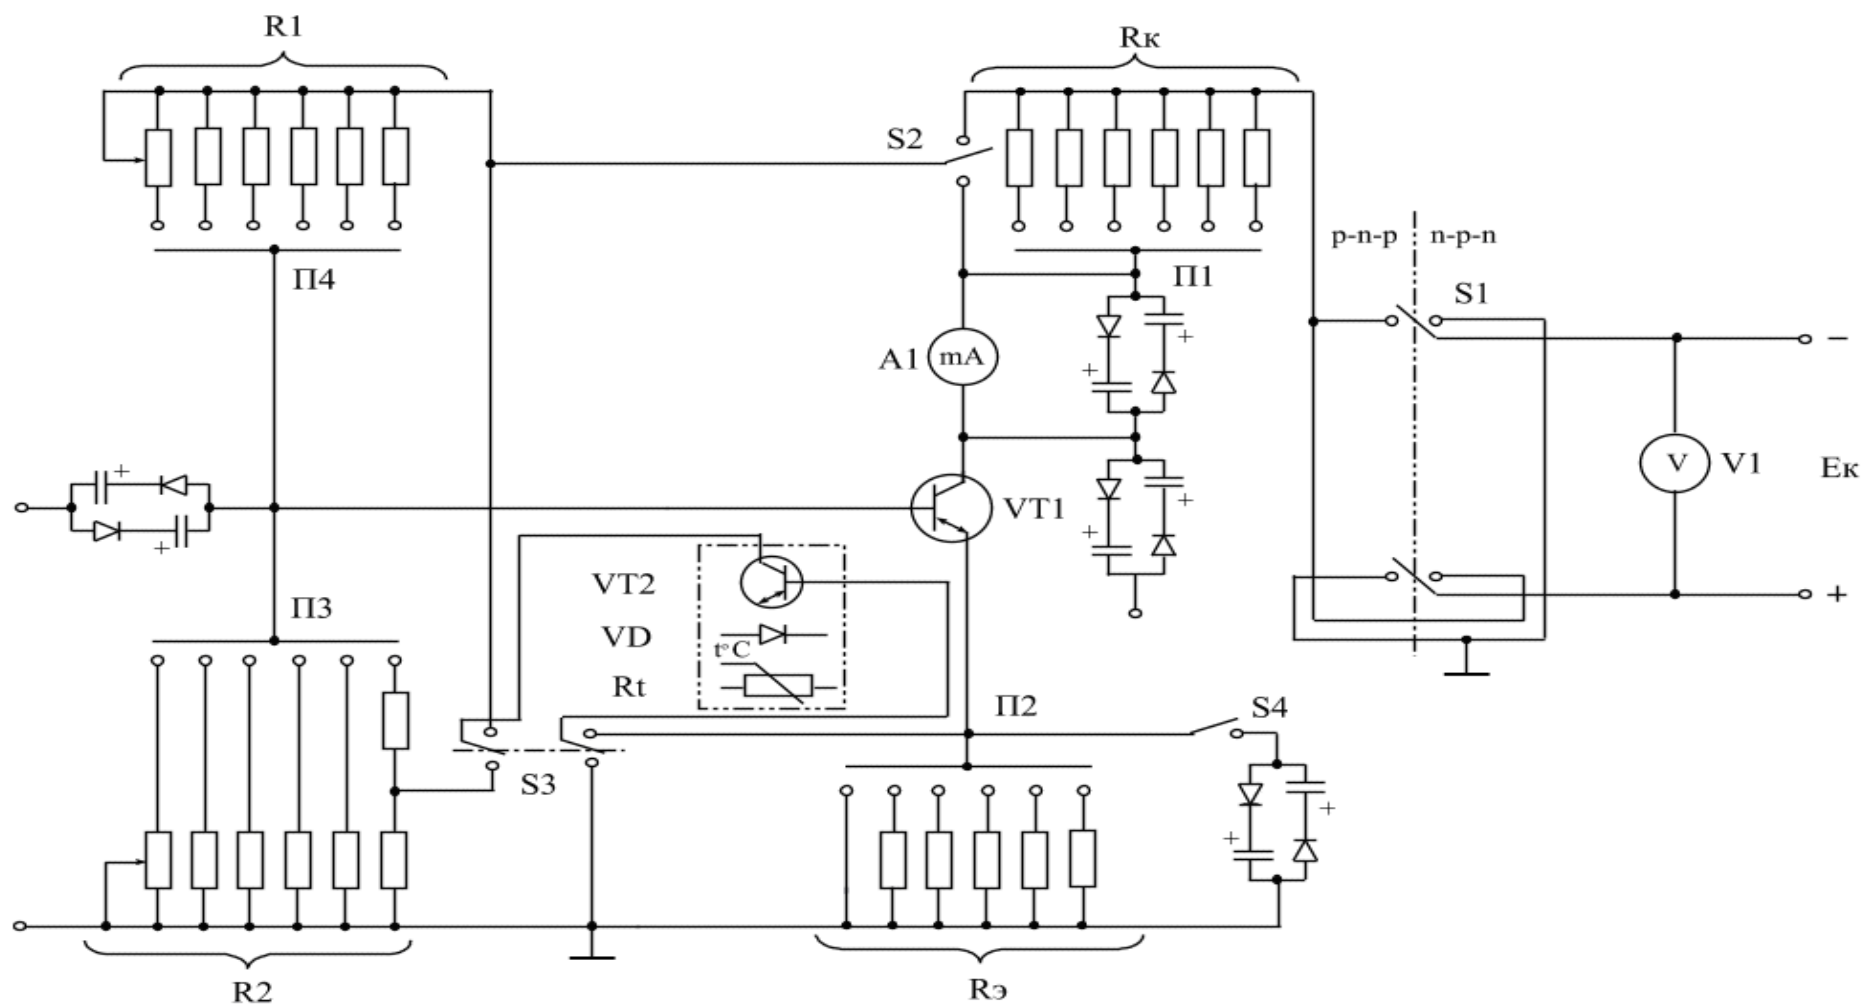 R1
Rк
S2
p-n-p
n-p-n
П4
П1
S1
+
−
A1
mA
+
+
V
V1
Eк
VT1
+
+
+
+
VT2
П3
VD
t°C
Rt
П2
S4
S3
+
+
+
R2
Rэ